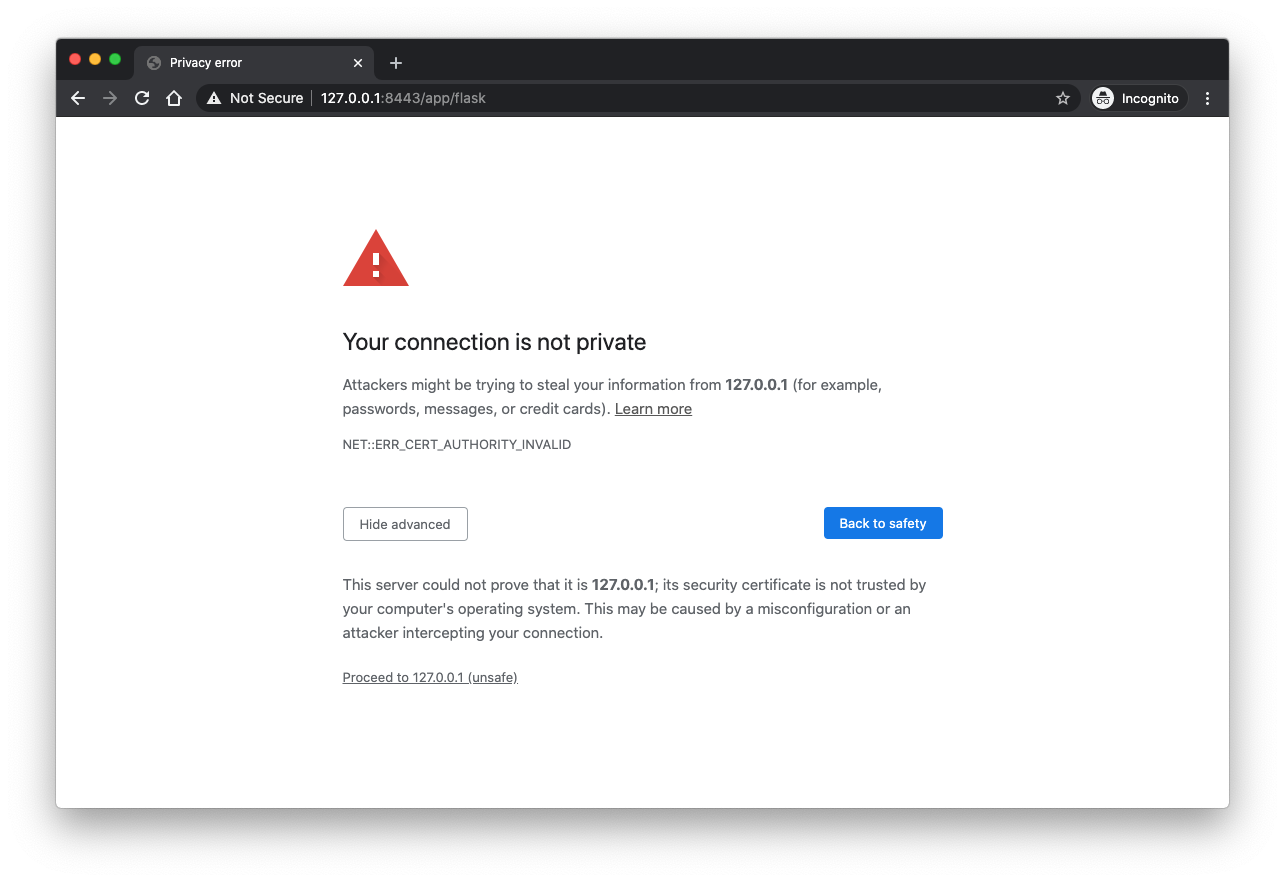 Privacy error
Not Secure 127.0.0.1:8443/app/flask Incognito
Your connection is not private
Attackers might be trying to steal your information from 127.0.0.1 (for example,
passwords, messages, or credit cards). Learn more
NET::ERR_CERT_AUTHORITY_INVALID
Hide advanced Back to safety
This server could not prove that it is 127.0.0.1; its security certificate is not trusted by
your computer's operating system. This may be caused by a misconfiguration or an
attacker intercepting your connection.
Proceed to 127.0.0.1 (unsafe)